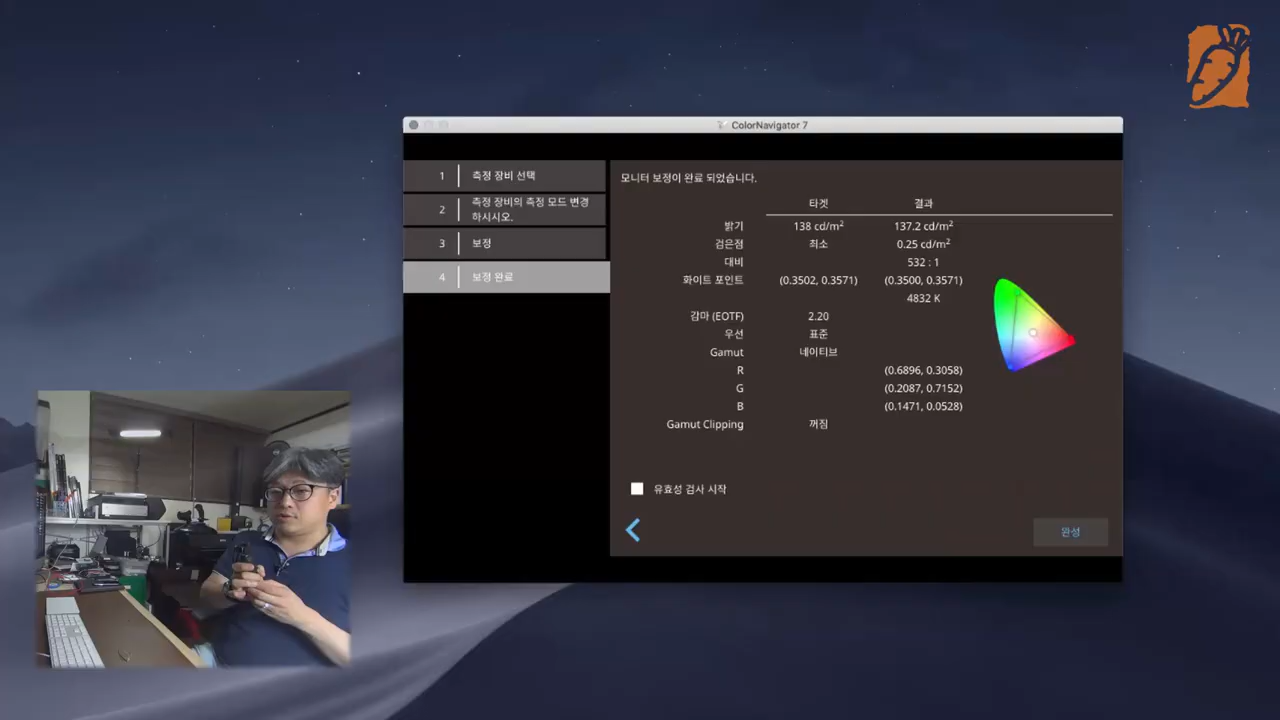 ColorNavigator 7
1 측정 장비 선택
2 측정 장비의 측정 모드 변경
하시시오.
3 보정
4 보정 완료
모니터 보정이 완료 되었습니다.
타겟 결과
밝기 138 cd/m² 137.2 cd/m²
검은점 최소 0.25 cd/m²
대비 532 : 1
화이트 포인트 (0.3502, 0.3571) (0.3500, 0.3571)
4832 K
감마 (EOTF) 2.20
우선 표준
Gamut 네이티브
R (0.6896, 0.3058)
G (0.2087, 0.7152)
B (0.1471, 0.0528)
Gamut Clipping 꺼짐
유효성 검사 시작
완성